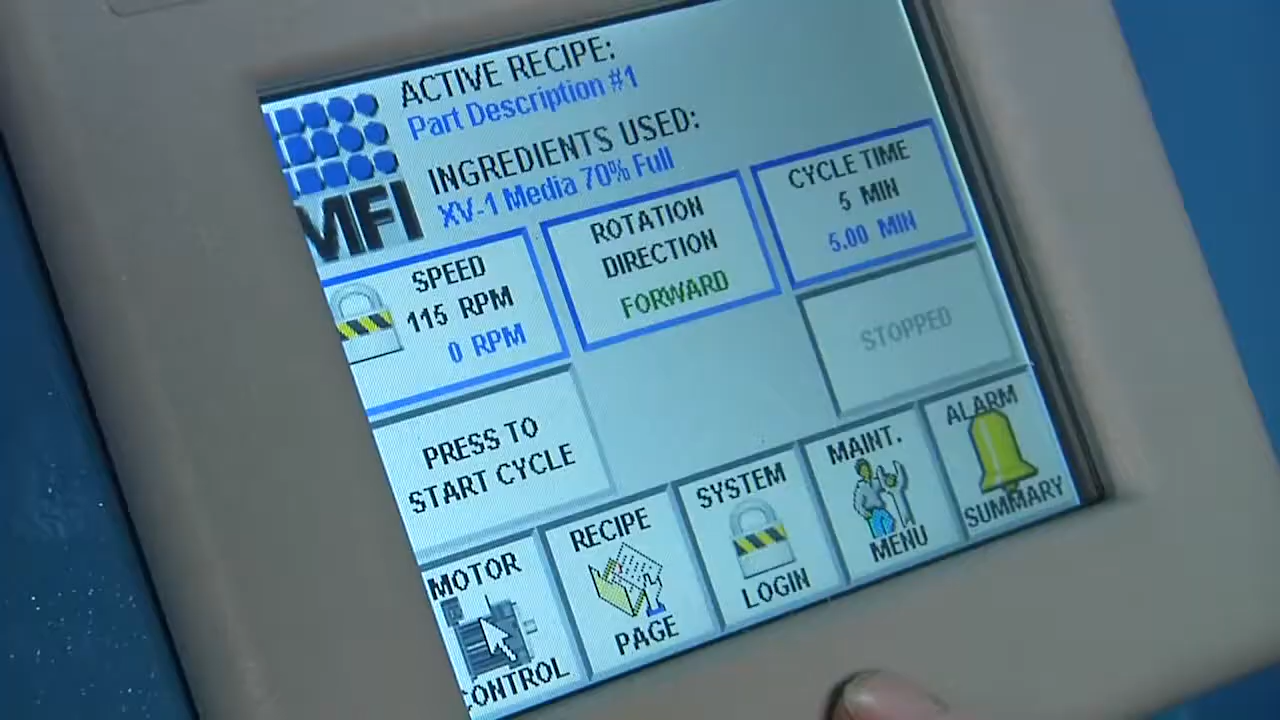 ACTIVE RECIPE:
Part Description #1
INGREDIENTS USED:
XV-1 Media 70% Full
MFI
SPEED
115 RPM
0 RPM
ROTATION
DIRECTION
FORWARD
CYCLE TIME
5 MIN
5.00 MIN
STOPPED
PRESS TO
START CYCLE
MOTOR
CONTROL
RECIPE
PAGE
SYSTEM
LOGIN
MAINT.
MENU
ALARM
SUMMARY